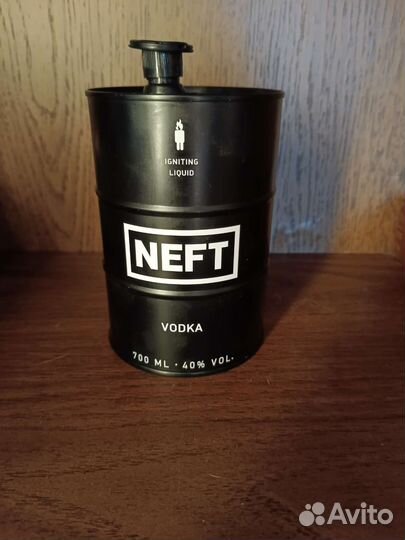 IGNITING
LIQUID
NEFT
VODKA
700 ML · 40% VOL.
Avito